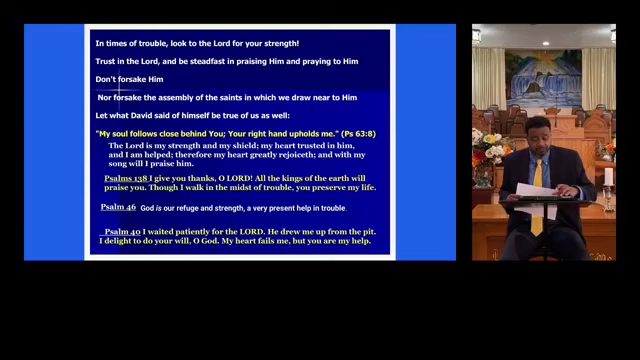 In times of trouble, look to the Lord for your strength!
Trust in the Lord, and be steadfast in praising Him and praying to Him
Don't forsake Him
Nor forsake the assembly of the saints in which we draw near to Him
Let what David said of himself be true of us as well:
"My soul follows close behind You; Your right hand upholds me." (Ps 63:8)
The Lord is my strength and my shield; my heart trusted in him,
and I am helped; therefore my heart greatly rejoiceth; and with my
song will I praise him.
Psalms 138 I give you thanks, O LORD! All the kings of the earth will
praise you. Though I walk in the midst of trouble, you preserve my life.
Psalm 46 God is our refuge and strength, a very present help in trouble.
Psalm 40 I waited patiently for the LORD. He drew me up from the pit.
I delight to do your will, O God. My heart fails me, but you are my help.